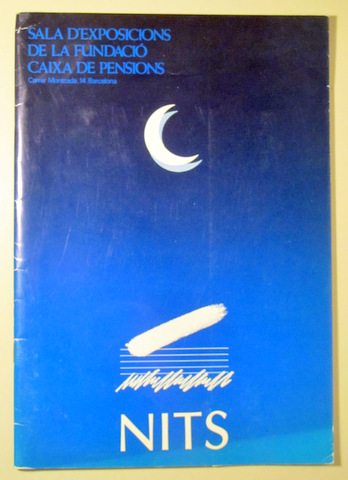 SALA D'EXPOSICIONS
DE LA FUNDACIÓ
CAIXA DE PENSIONS
Carrer Montcada, 14 Barcelona
NITS